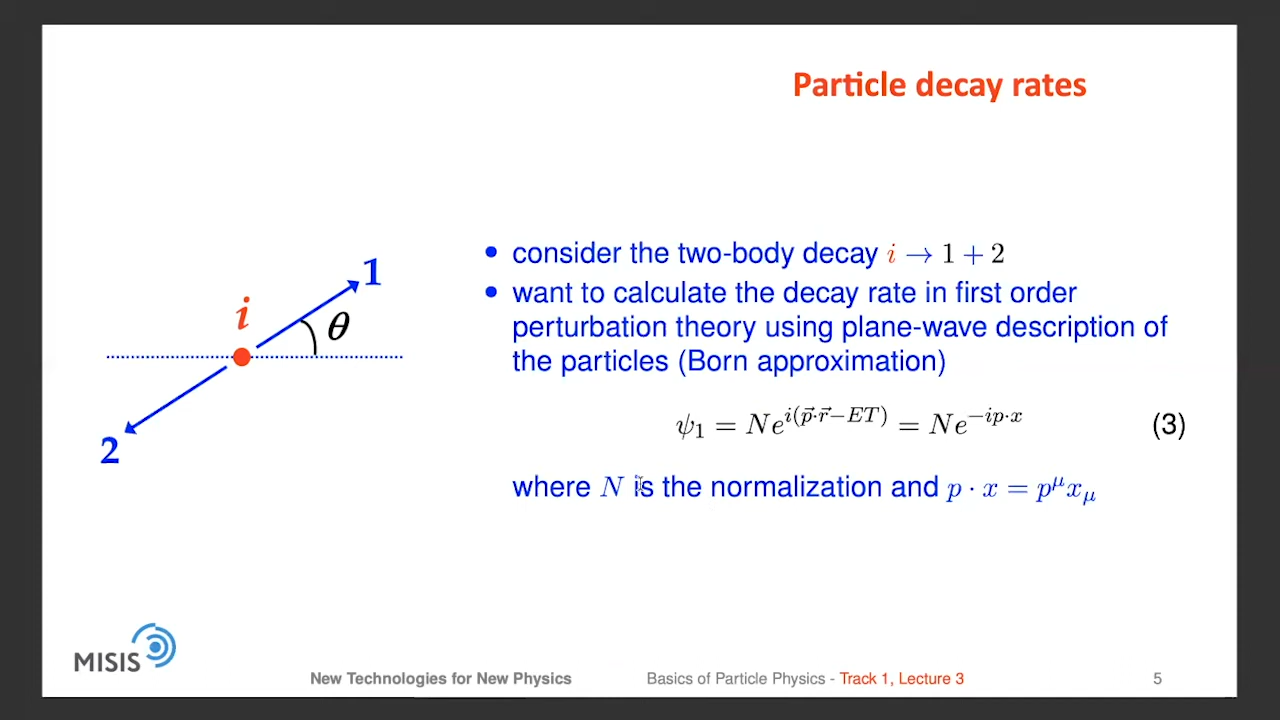 Particle decay rates
1
i
θ
2
• consider the two-body decay i → 1 + 2
• want to calculate the decay rate in first order
perturbation theory using plane-wave description of
the particles (Born approximation)
ψ₁ = Ne^{i(p⃗·r⃗−ET)} = Ne^{−ip·x} (3)
where N is the normalization and p · x = p^μ x_μ
MISIS
New Technologies for New Physics Basics of Particle Physics - Track 1, Lecture 3 5